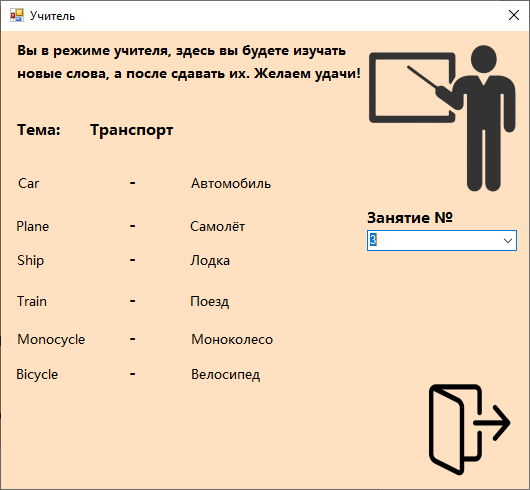 Учитель
Вы в режиме учителя, здесь вы будете изучать
новые слова, а после сдавать их. Желаем удачи!
Тема: Транспорт
Car - Автомобиль
Plane - Самолёт
Ship - Лодка
Train - Поезд
Monocycle - Моноколесо
Bicycle - Велосипед
Занятие №
3